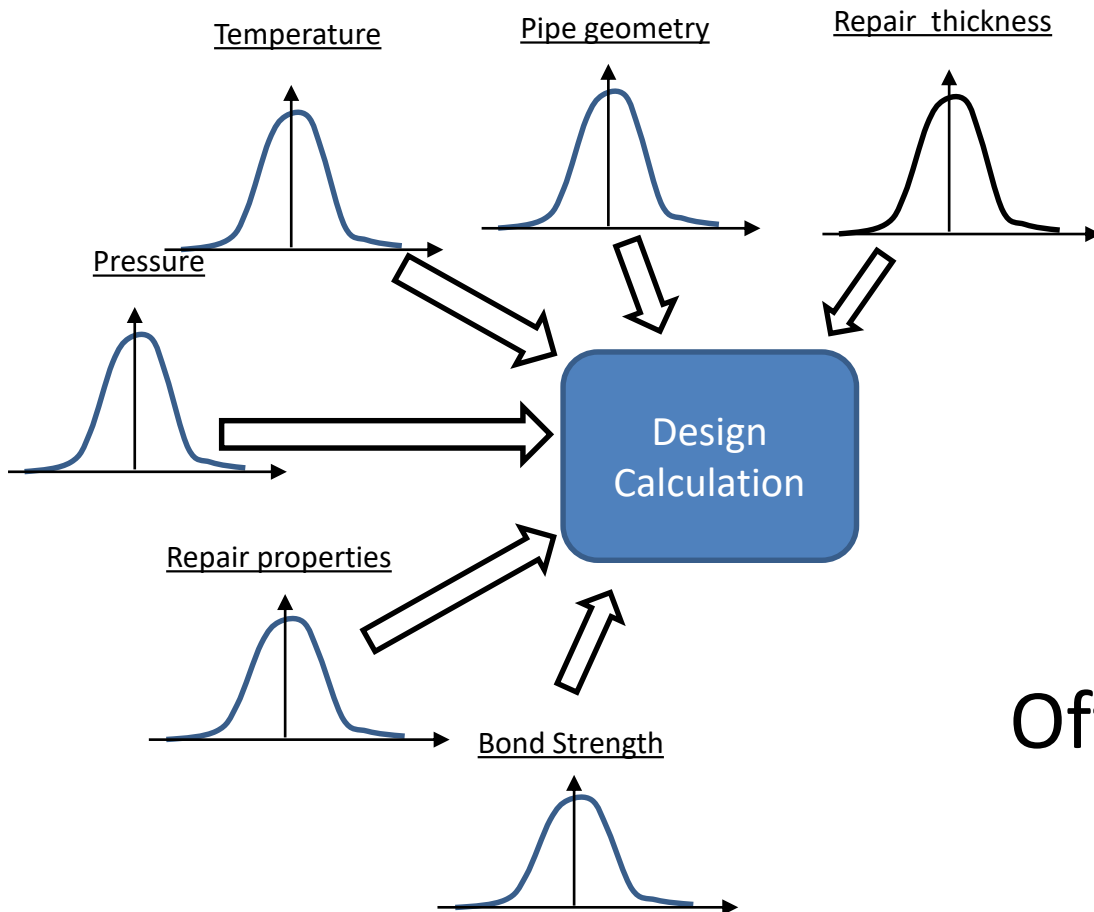 Temperature
Pipe geometry
Repair thickness
Pressure
Design
Calculation
Repair properties
Bond Strength